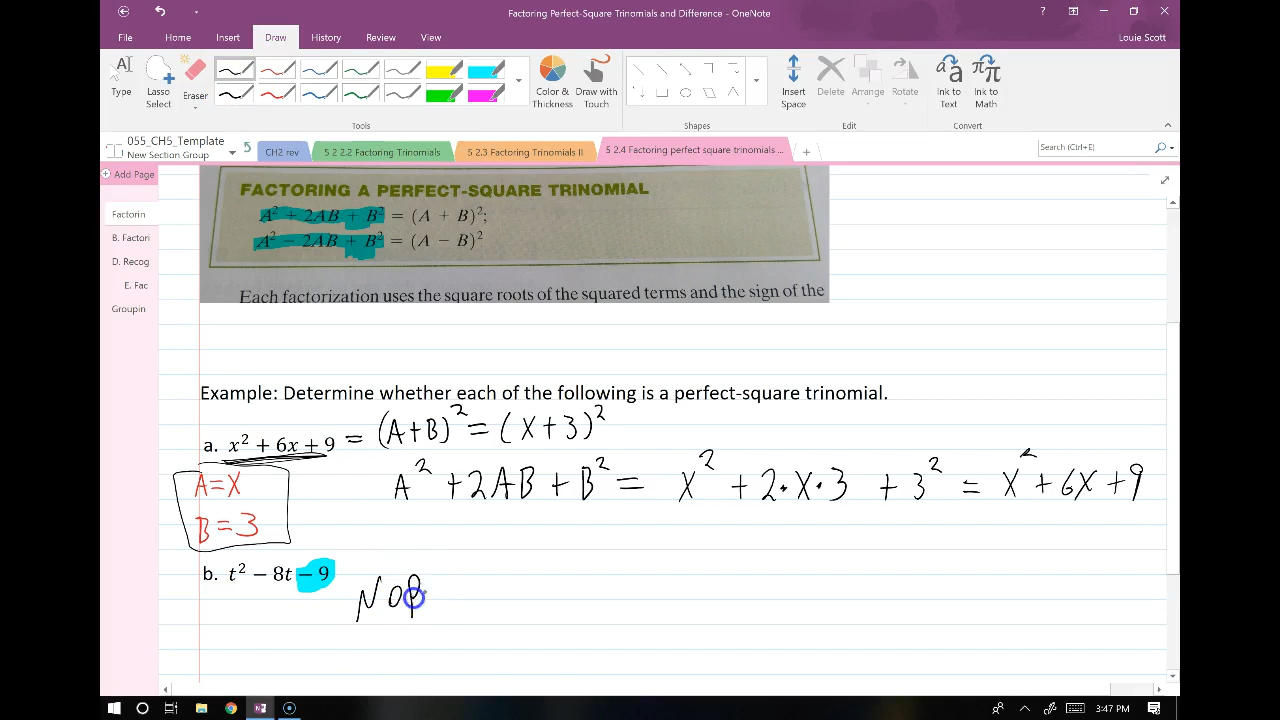 Factoring Perfect-Square Trinomials and Difference - OneNote
?
File Home Insert Draw History Review View
Louie Scott
Type
Lasso Select
Eraser
Color & Thickness
Draw with Touch
Insert Space
Delete
Arrange
Rotate
Ink to Text
Ink to Math
Tools Shapes Edit Convert
055_CH5_Template
New Section Group
CH2 rev
5 2 2.2 Factoring Trinomials
5 2.3 Factoring Trinomials II
5 2.4 Factoring perfect square trinomials ...
Search (Ctrl+E)
Add Page
Factorin
B. Factori
D. Recog
E. Fac
Groupin
FACTORING A PERFECT-SQUARE TRINOMIAL
A² + 2AB + B² = (A + B)²;
A² − 2AB + B² = (A − B)²
Each factorization uses the square roots of the squared terms and the sign of the
Example: Determine whether each of the following is a perfect-square trinomial.
a. x² + 6x + 9 = (A+B)² = (X+3)²
A² + 2AB + B² = X² + 2·X·3 + 3² = X² + 6X + 9
A=X
B=3
b. t² − 8t − 9
NOP
3:47 PM